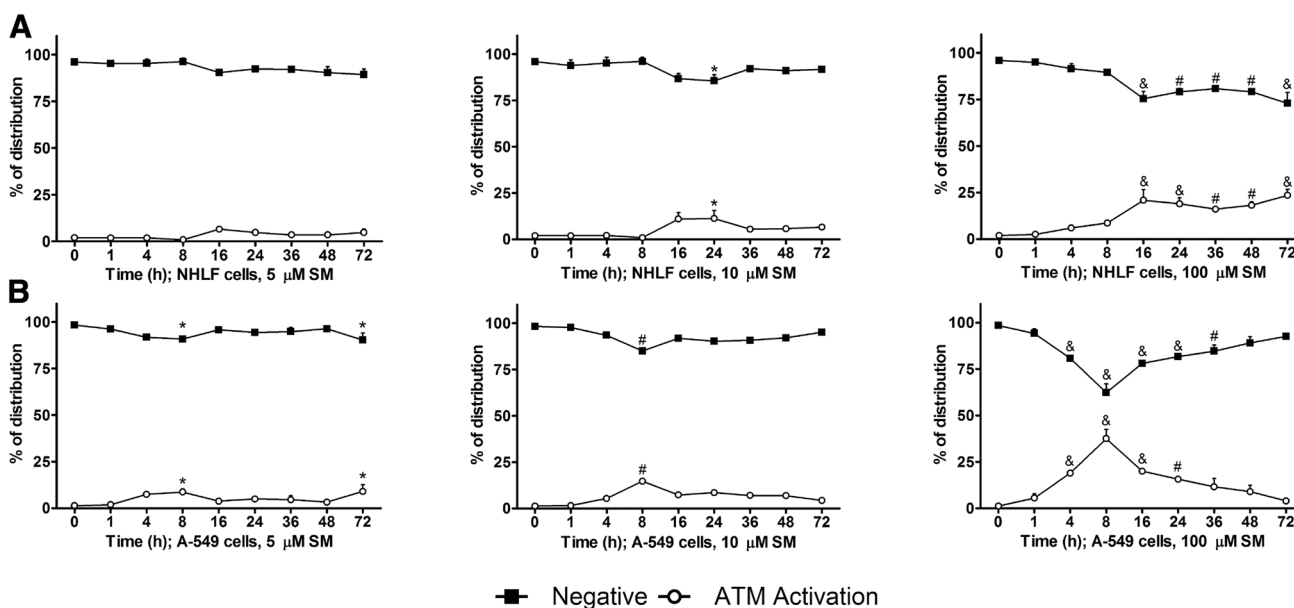 A
% of distribution
100
75
50
25
0
0 1 4 8 16 24 36 48 72
Time (h); NHLF cells, 5 μM SM
% of distribution
100
75
50
25
0
*
*
0 1 4 8 16 24 36 48 72
Time (h); NHLF cells, 10 μM SM
% of distribution
100
75
50
25
0
& # # # &
& & # # &
0 1 4 8 16 24 36 48 72
Time (h); NHLF cells, 100 μM SM
B
% of distribution
100
75
50
25
0
* *
* *
0 1 4 8 16 24 36 48 72
Time (h); A-549 cells, 5 μM SM
% of distribution
100
75
50
25
0
#
#
0 1 4 8 16 24 36 48 72
Time (h); A-549 cells, 10 μM SM
% of distribution
100
75
50
25
0
& & & & #
& & & #
0 1 4 8 16 24 36 48 72
Time (h); A-549 cells, 100 μM SM
Negative ATM Activation